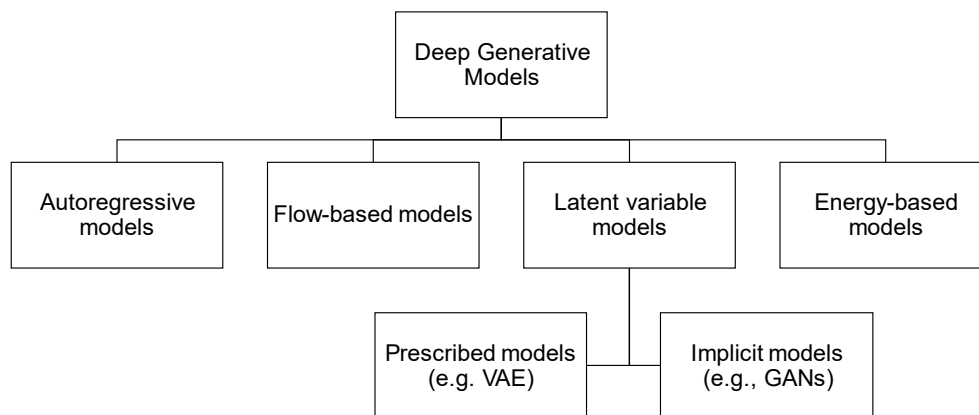 Deep Generative
Models
Autoregressive
models
Flow-based models
Latent variable
models
Energy-based
models
Prescribed models
(e.g. VAE)
Implicit models
(e.g., GANs)